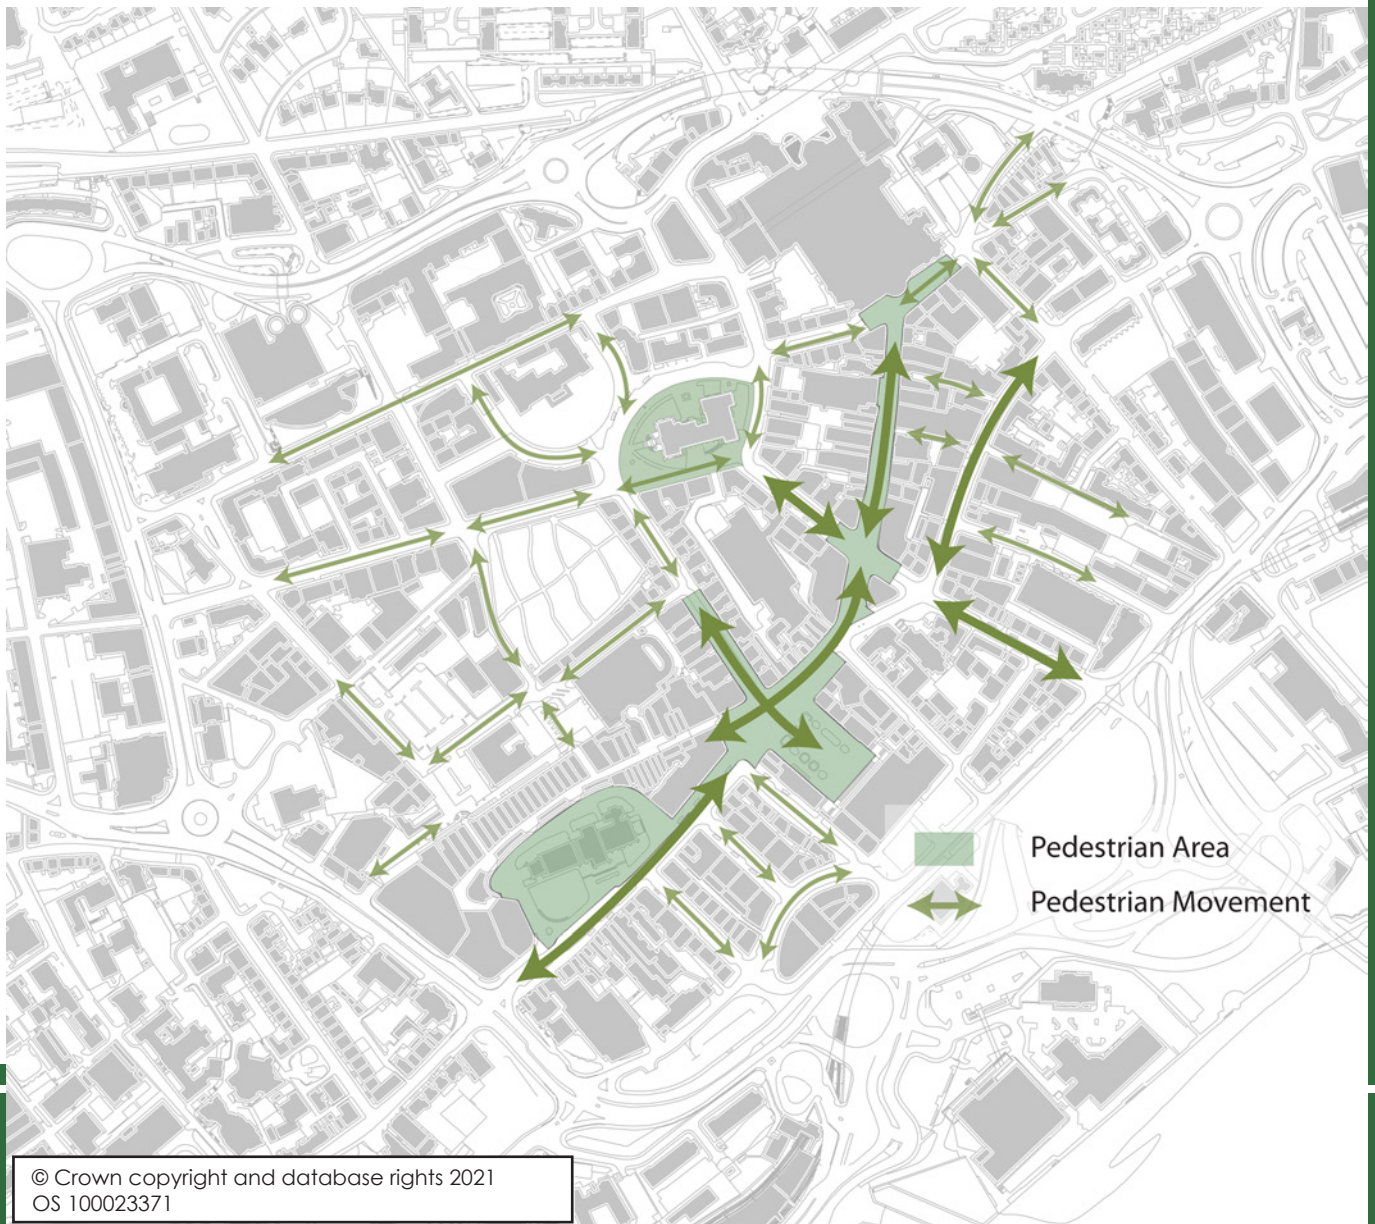 Pedestrian Area
Pedestrian Movement
© Crown copyright and database rights 2021
OS 100023371